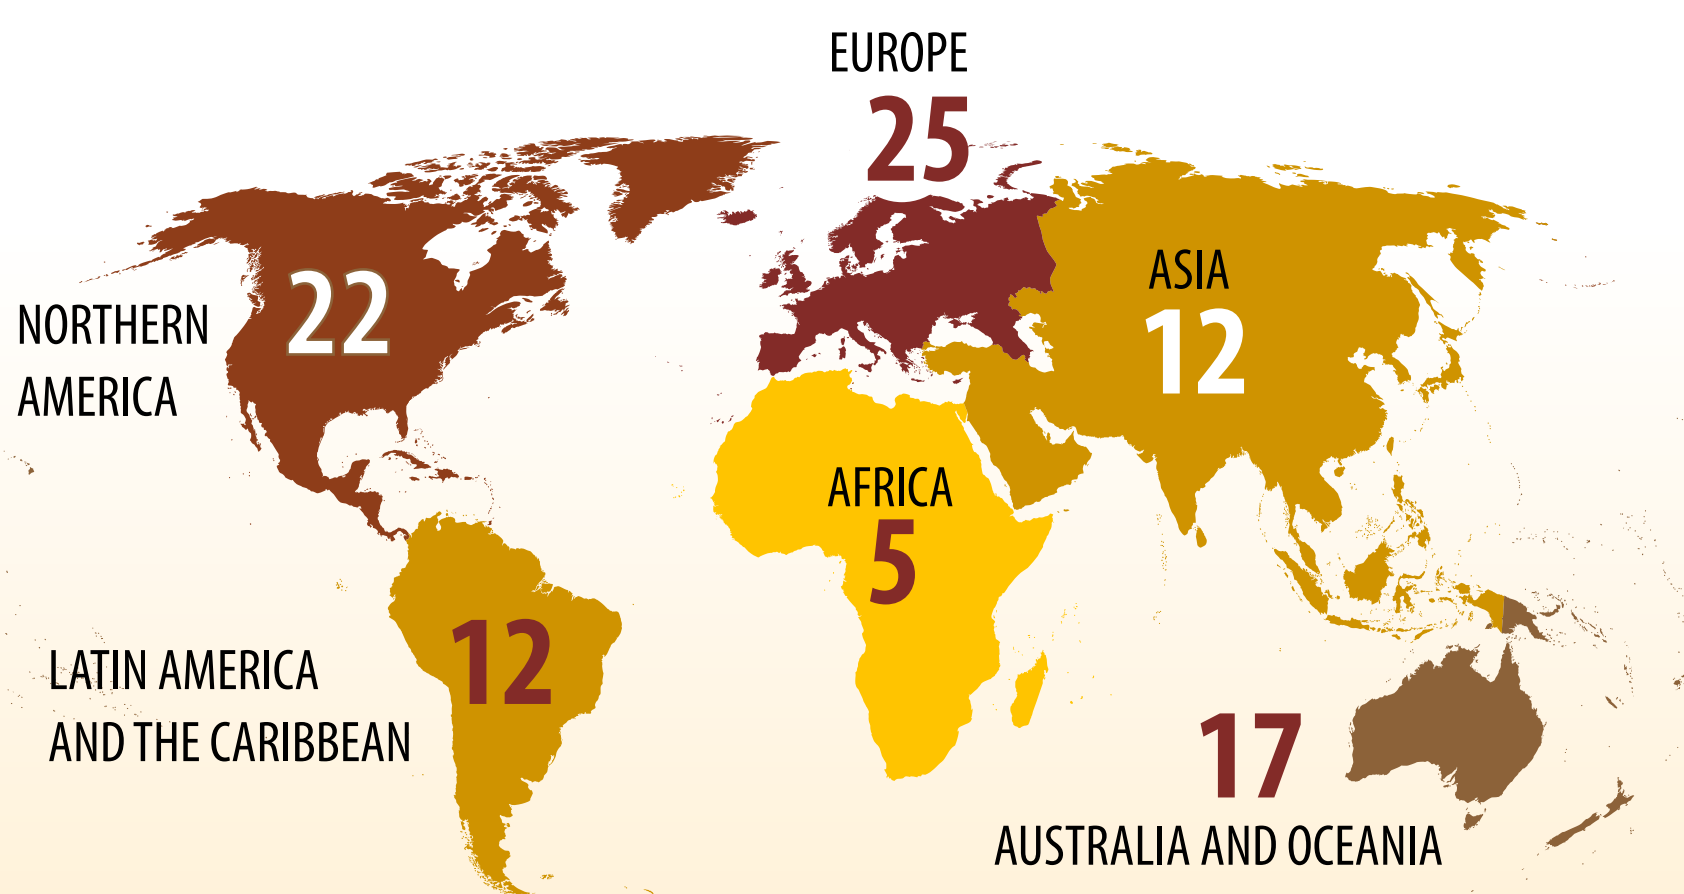 EUROPE
25
NORTHERN
AMERICA
22
ASIA
12
AFRICA
5
LATIN AMERICA
AND THE CARIBBEAN
12
17
AUSTRALIA AND OCEANIA